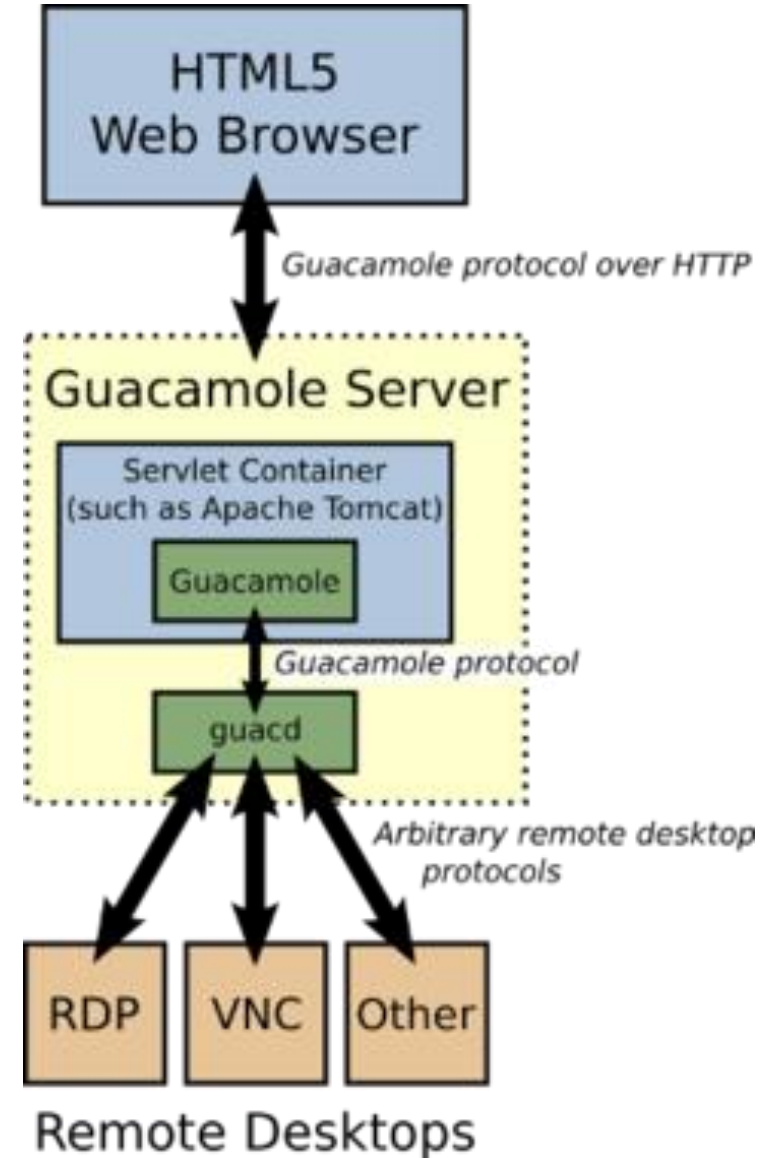 HTML5
Web Browser
Guacamole protocol over HTTP
Guacamole Server
Servlet Container
(such as Apache Tomcat)
Guacamole
Guacamole protocol
guacd
Arbitrary remote desktop
protocols
RDP
VNC
Other
Remote Desktops